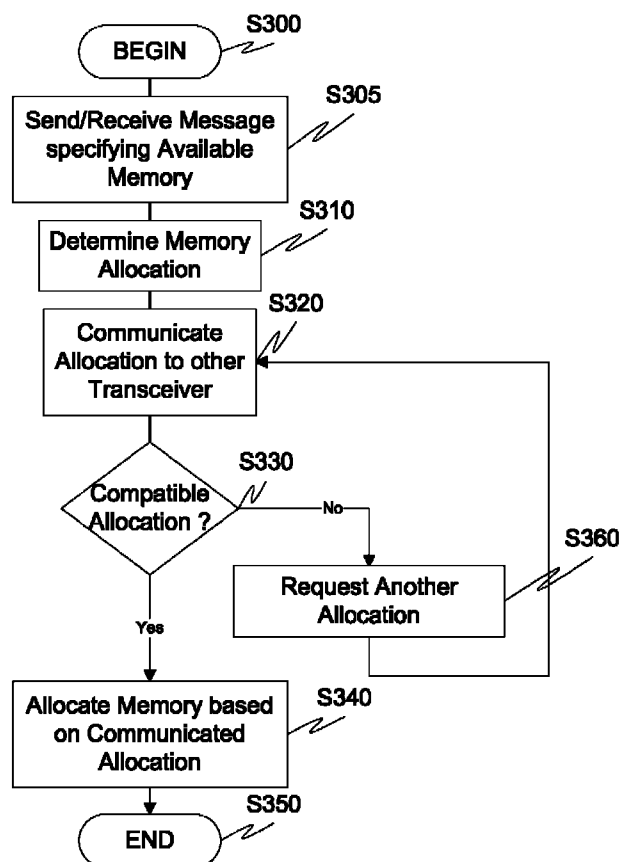 S300
BEGIN
S305
Send/Receive Message
specifying Available
Memory
S310
Determine Memory
Allocation
S320
Communicate
Allocation to other
Transceiver
S330
Compatible
Allocation ?
No
S360
Request Another
Allocation
Yes
S340
Allocate Memory based
on Communicated
Allocation
S350
END